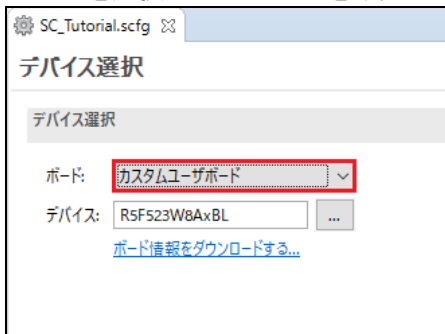 SC_Tutorial.scfg
デバイス選択
デバイス選択
ボード: カスタムユーザボード
デバイス: R5F523W8AxBL ...
ボード情報をダウンロードする...